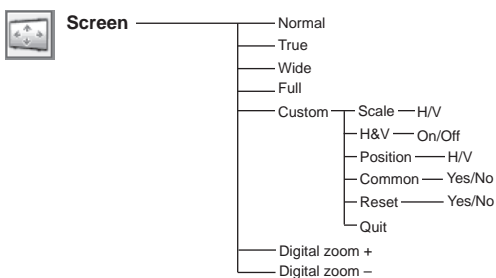 Screen Normal
True
Wide
Full
Custom Scale H/V
H&V On/Off
Position H/V
Common Yes/No
Reset Yes/No
Quit
Digital zoom +
Digital zoom –